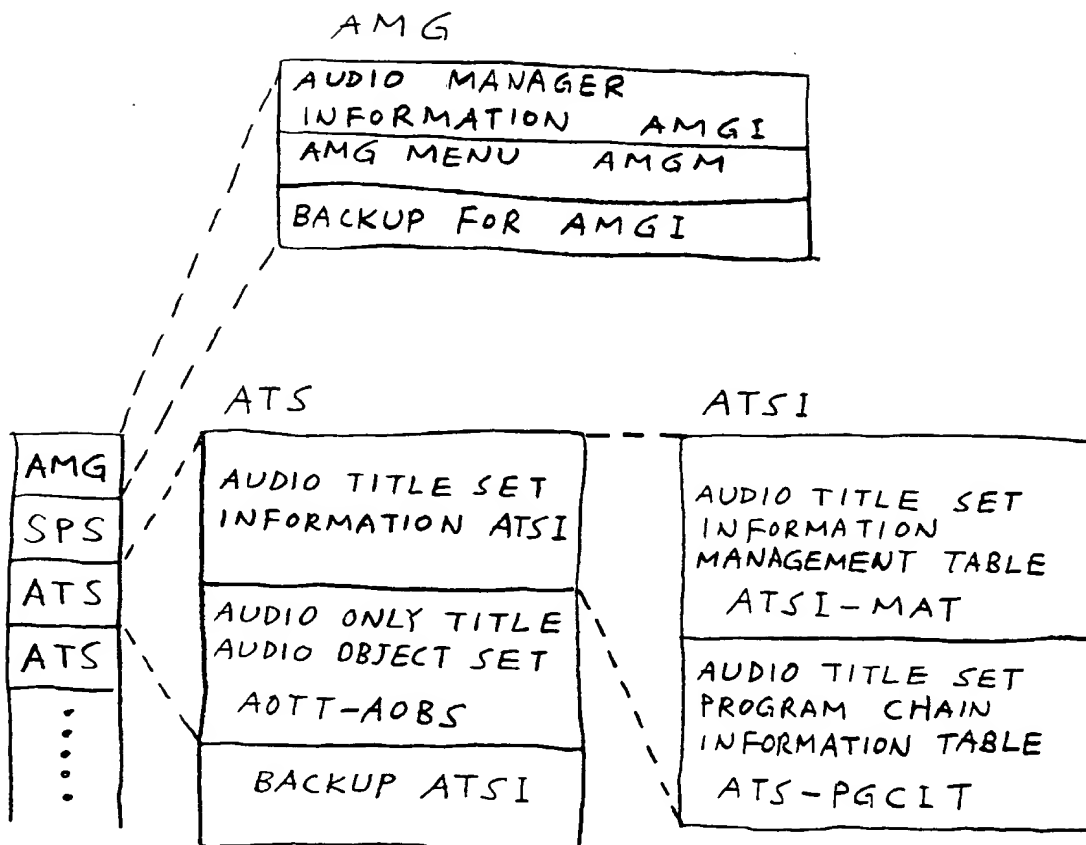 AMG
AUDIO MANAGER
INFORMATION AMGI
AMG MENU AMGM
BACKUP FOR AMGI
AMG
SPS
ATS
ATS
ATS
AUDIO TITLE SET
INFORMATION ATSI
AUDIO ONLY TITLE
AUDIO OBJECT SET
AOTT-AOBS
BACKUP ATSI
ATSI
AUDIO TITLE SET
INFORMATION
MANAGEMENT TABLE
ATSI-MAT
AUDIO TITLE SET
PROGRAM CHAIN
INFORMATION TABLE
ATS-PGCIT